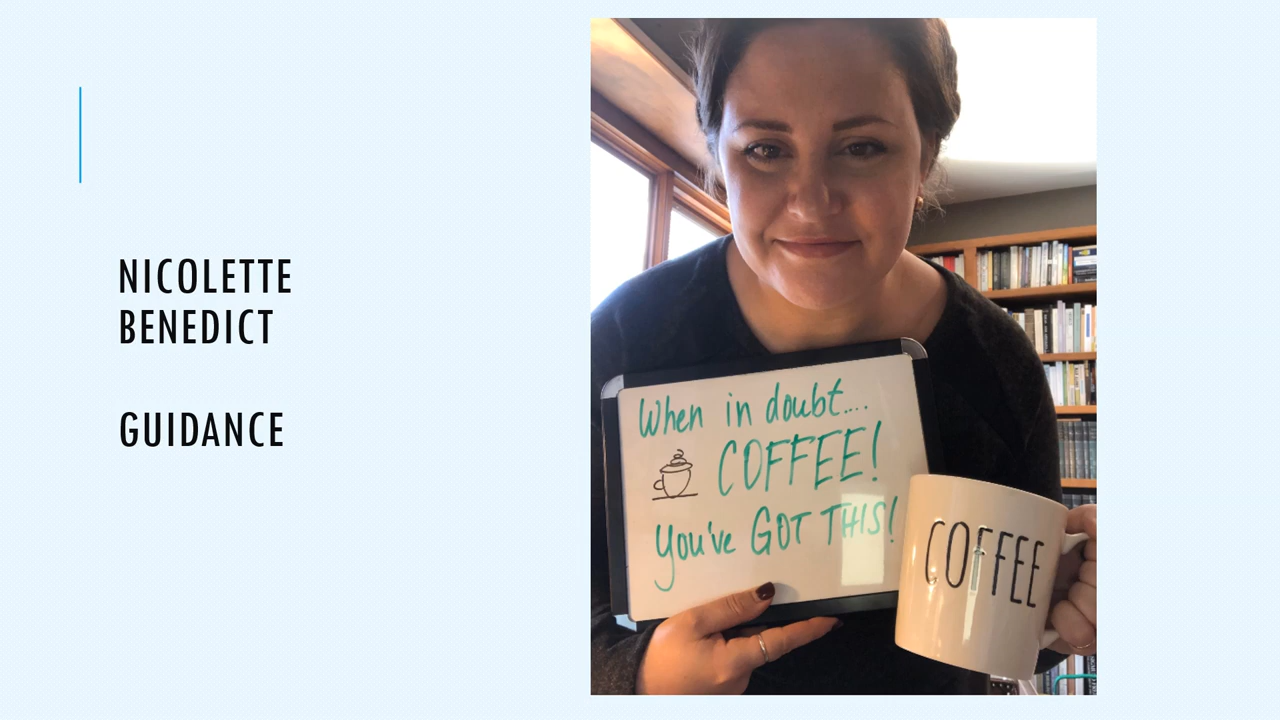 NICOLETTE
BENEDICT
GUIDANCE
When in doubt....
COFFEE!
You've GOT THIS!
COFFEE